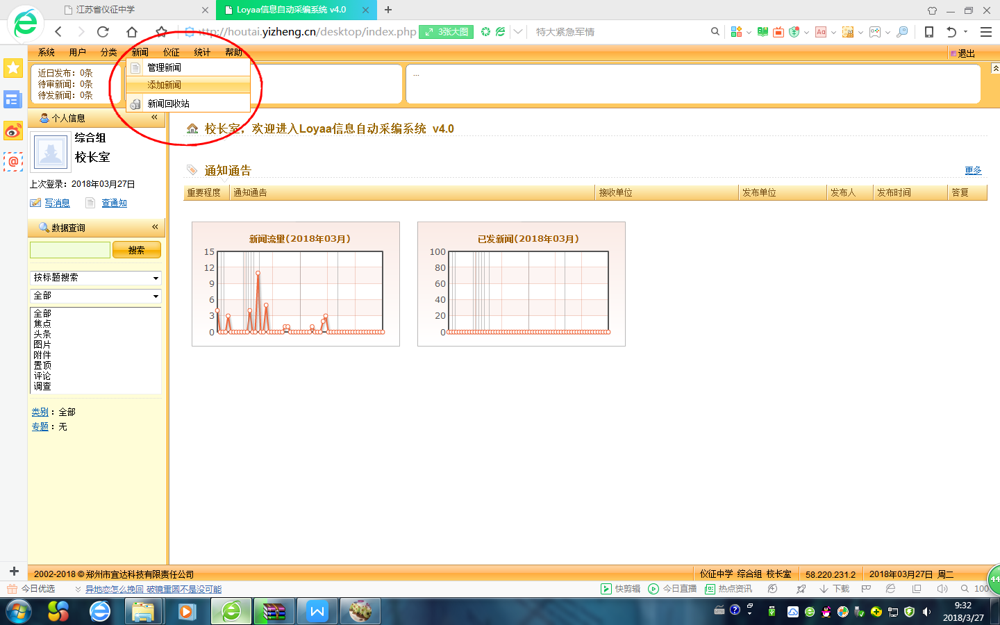 江苏省仪征中学
Loyaa信息自动采编系统 v4.0
http://houtai.yizheng.cn/desktop/index.php
3张大图
特大紧急军情
系统 用户 分类 新闻 仪征 统计 帮助
退出
管理新闻
添加新闻
新闻回收站
近日发布：0条
待审新闻：0条
待发新闻：0条
...
个人信息
综合组
校长室
上次登录：2018年03月27日
写消息 查通知
数据查询
搜索
按标题搜索
全部
全部
焦点
头条
图片
附件
置顶
评论
调查
类别：全部
专题：无
校长室，欢迎进入Loyaa信息自动采编系统 v4.0
通知通告
更多
重要程度 通知通告 接收单位 发布单位 发布人 发布时间 答复
新闻流量(2018年03月)
15
12
9
6
3
0
已发新闻(2018年03月)
100
80
60
40
20
0
2002-2018 © 郑州市宜达科技有限责任公司
仪征中学 综合组 校长室 58.220.231.2 2018年03月27日 周二
今日优选 异地恋怎么挽回 破镜重圆不是没可能
快剪辑 今日直播 热点资讯 下载 100
44
9:32
2018/3/27